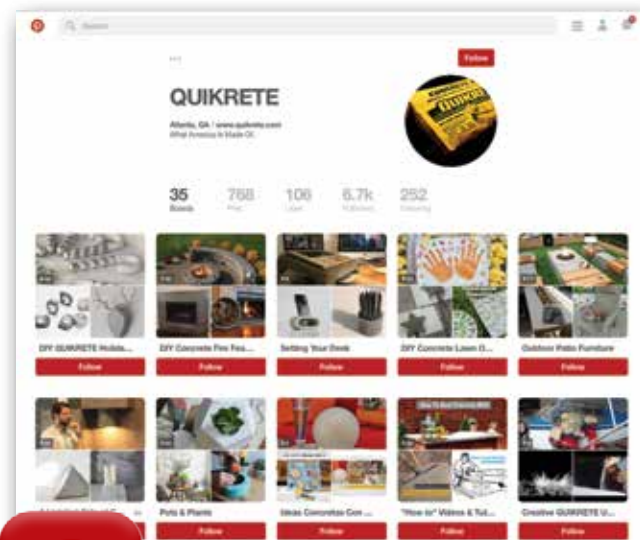 Search
Follow
QUIKRETE
Atlanta, GA / www.quikrete.com
What America Is Made Of.
35 768 106 6.7k 252
Boards Pins Likes Followers Following
DIY QUIKRETE Holida... DIY Concrete Fire Fea... Setting Your Desk DIY Concrete Lawn O... Outdoor Patio Furniture
Follow Follow Follow Follow Follow
Pots & Plants Ideas Concretas Con ... "How to" Videos & Tut... Creative QUIKRETE U...
Follow Follow Follow Follow